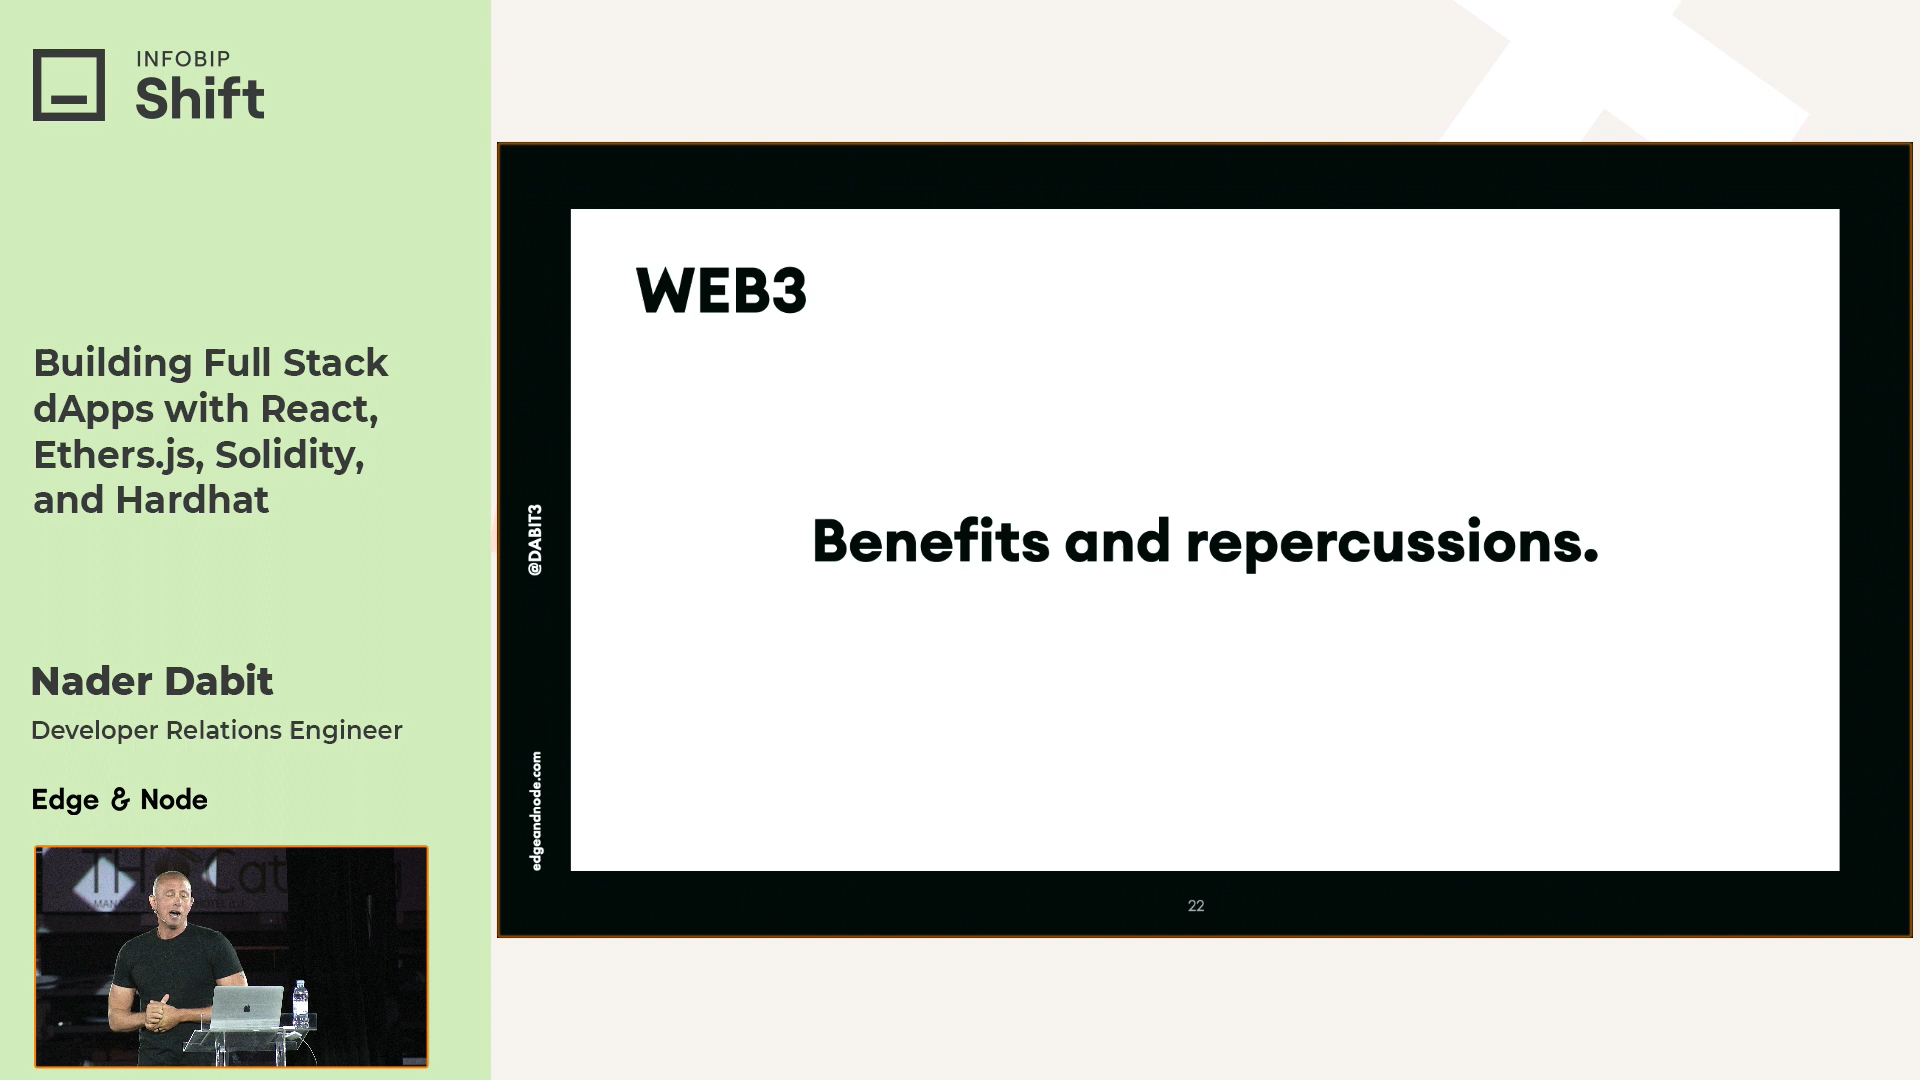 INFOBIP
Shift
Building Full Stack
dApps with React,
Ethers.js, Solidity,
and Hardhat
Nader Dabit
Developer Relations Engineer
Edge & Node
WEB3
Benefits and repercussions.
@DABIT3
edgeandnode.com
22